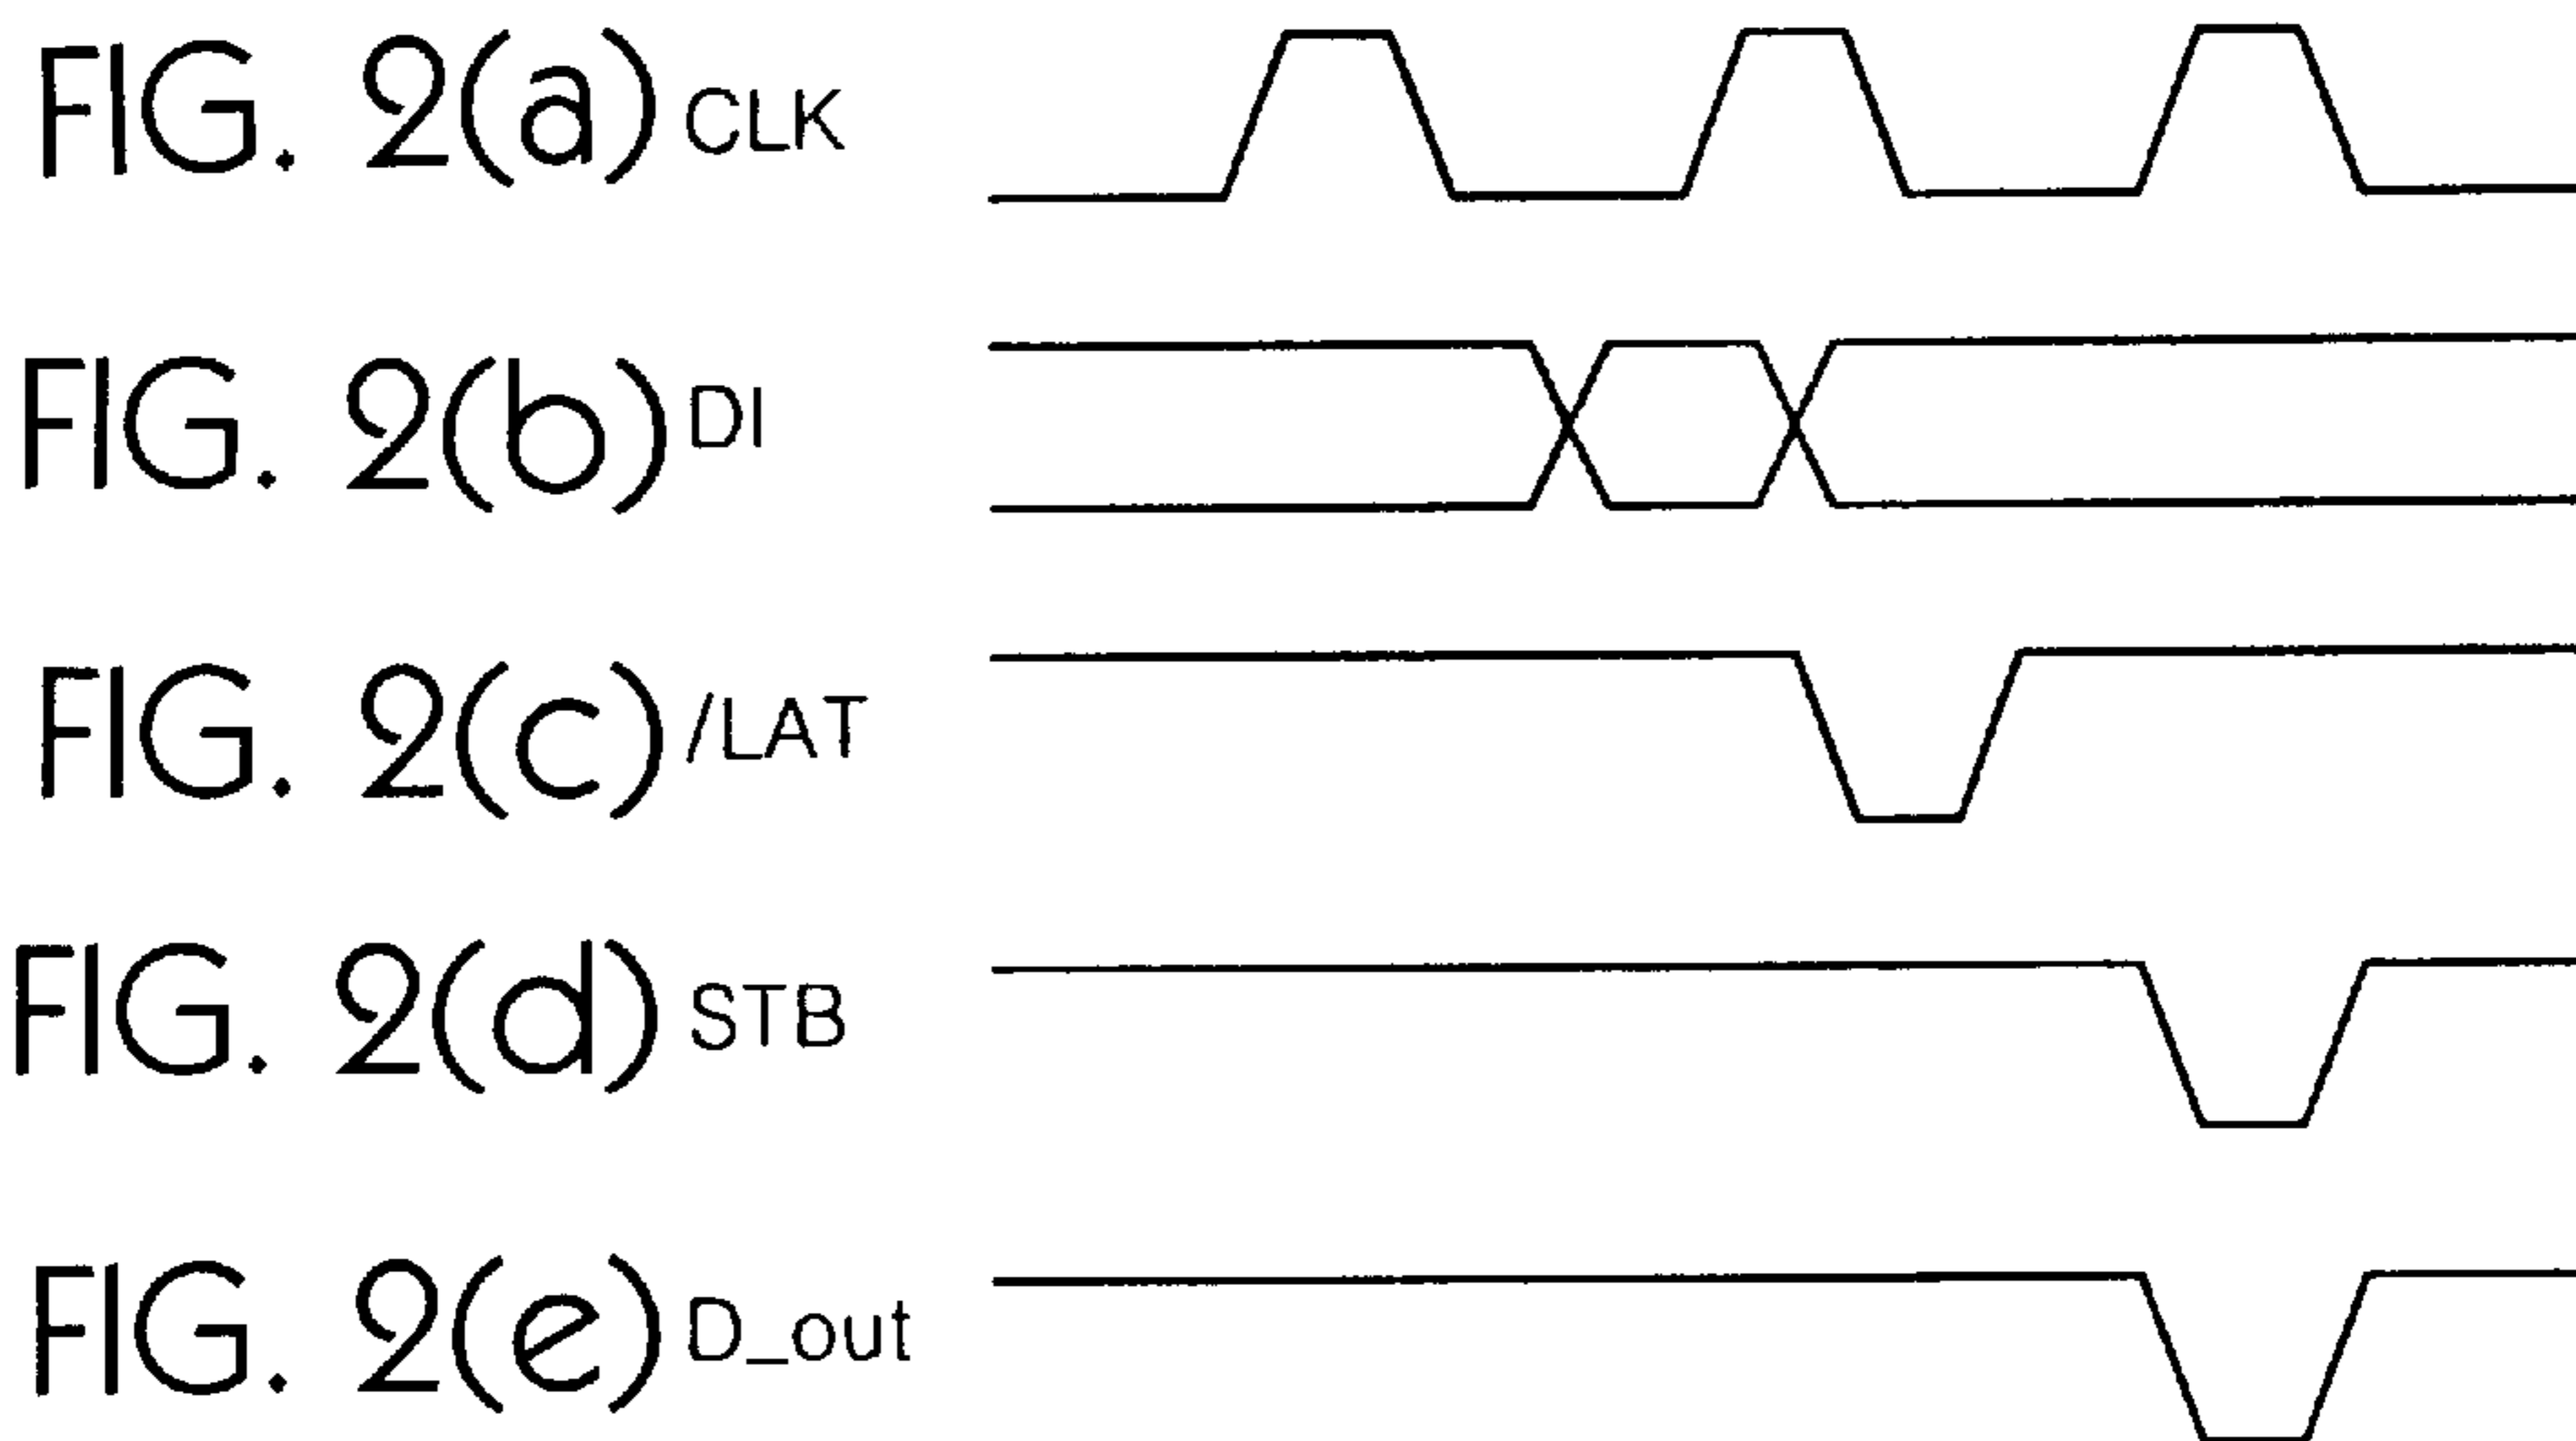 FIG. 2(a) CLK
FIG. 2(b) DI
FIG. 2(c) /LAT
FIG. 2(d) STB
FIG. 2(e) D_out